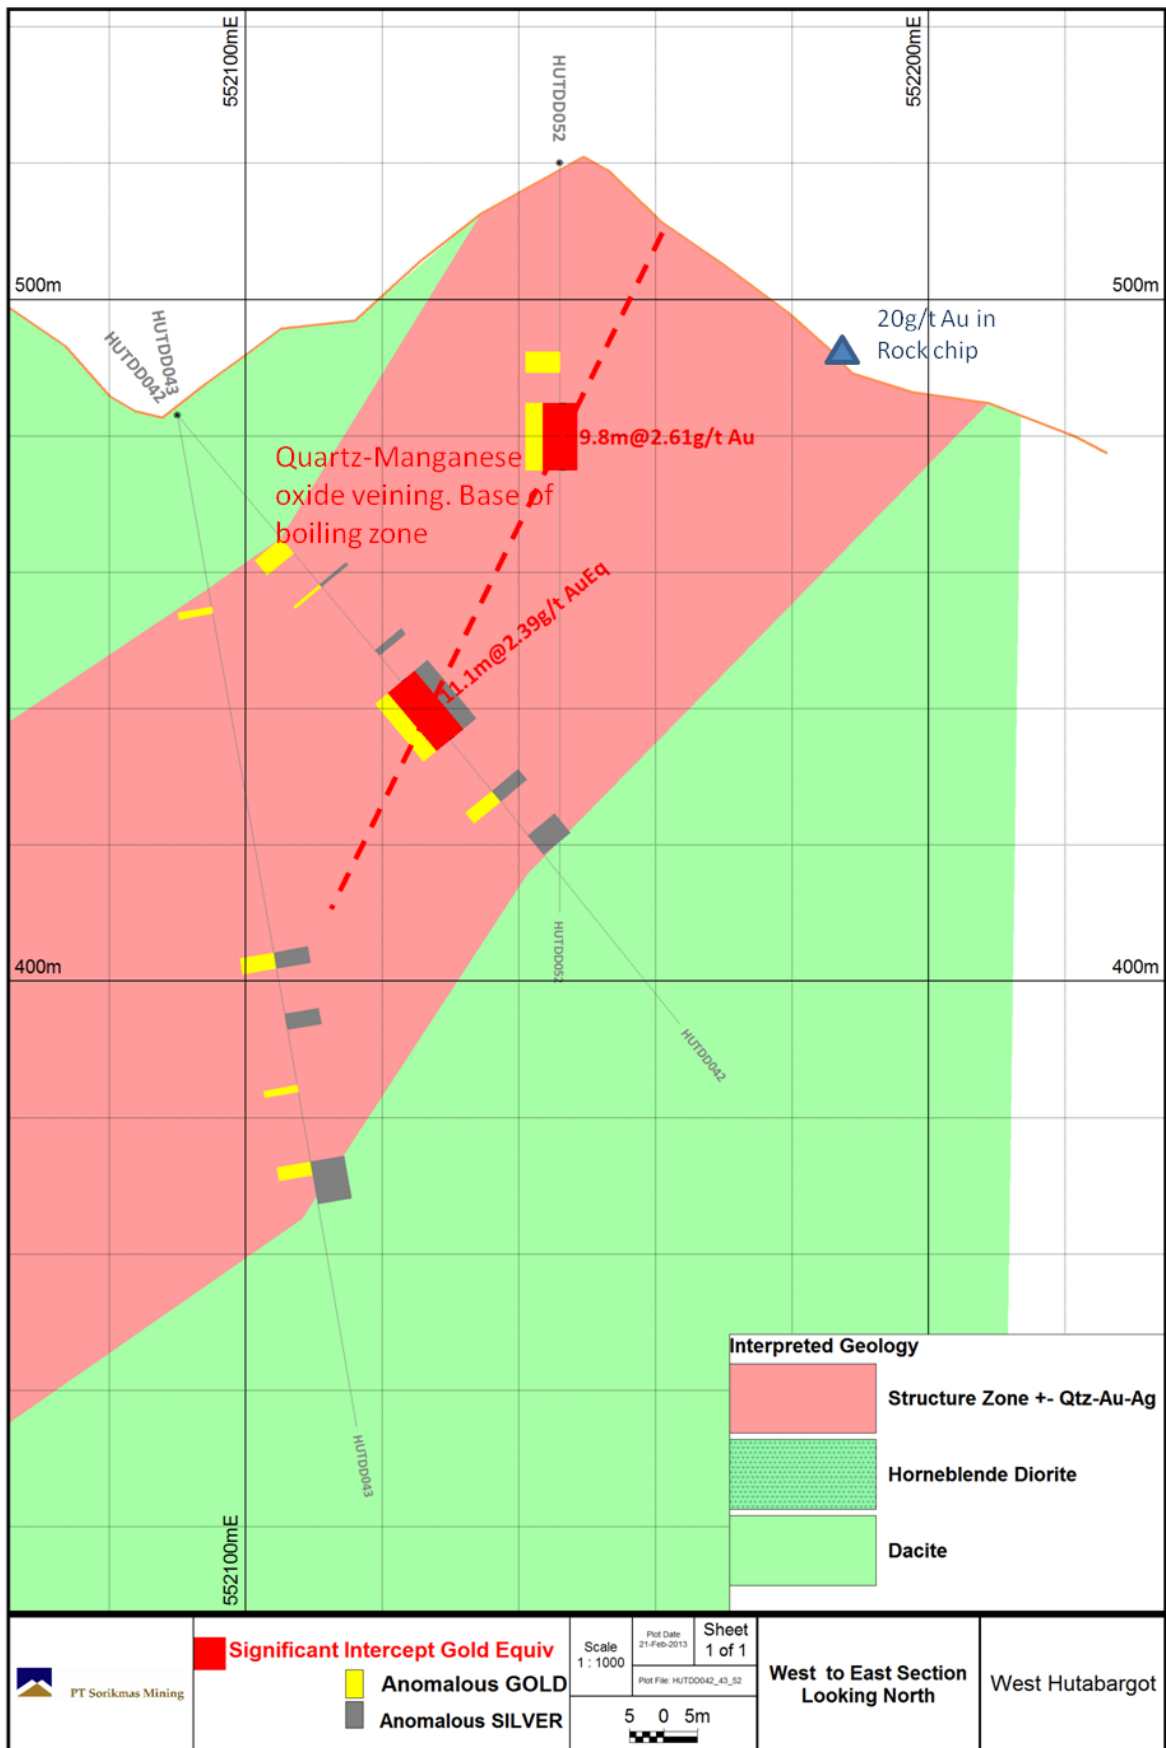 552100mE
552200mE
HUTDD052
500m
500m
HUTDD043
HUTDD042
20g/t Au in
Rock chip
9.8m@2.61g/t Au
Quartz-Manganese
oxide veining. Base of
boiling zone
11.1m@2.39g/t AuEq
HUTDD052
400m
400m
HUTDD042
HUTDD043
552100mE
Interpreted Geology
Structure Zone +- Qtz-Au-Ag
Horneblende Diorite
Dacite
PT Sorikmas Mining
Significant Intercept Gold Equiv
Anomalous GOLD
Anomalous SILVER
Scale
1 : 1000
Plot Date
21-Feb-2013
Sheet
1 of 1
Plot File: HUTDD042_43_52
5 0 5m
West to East Section
Looking North
West Hutabargot